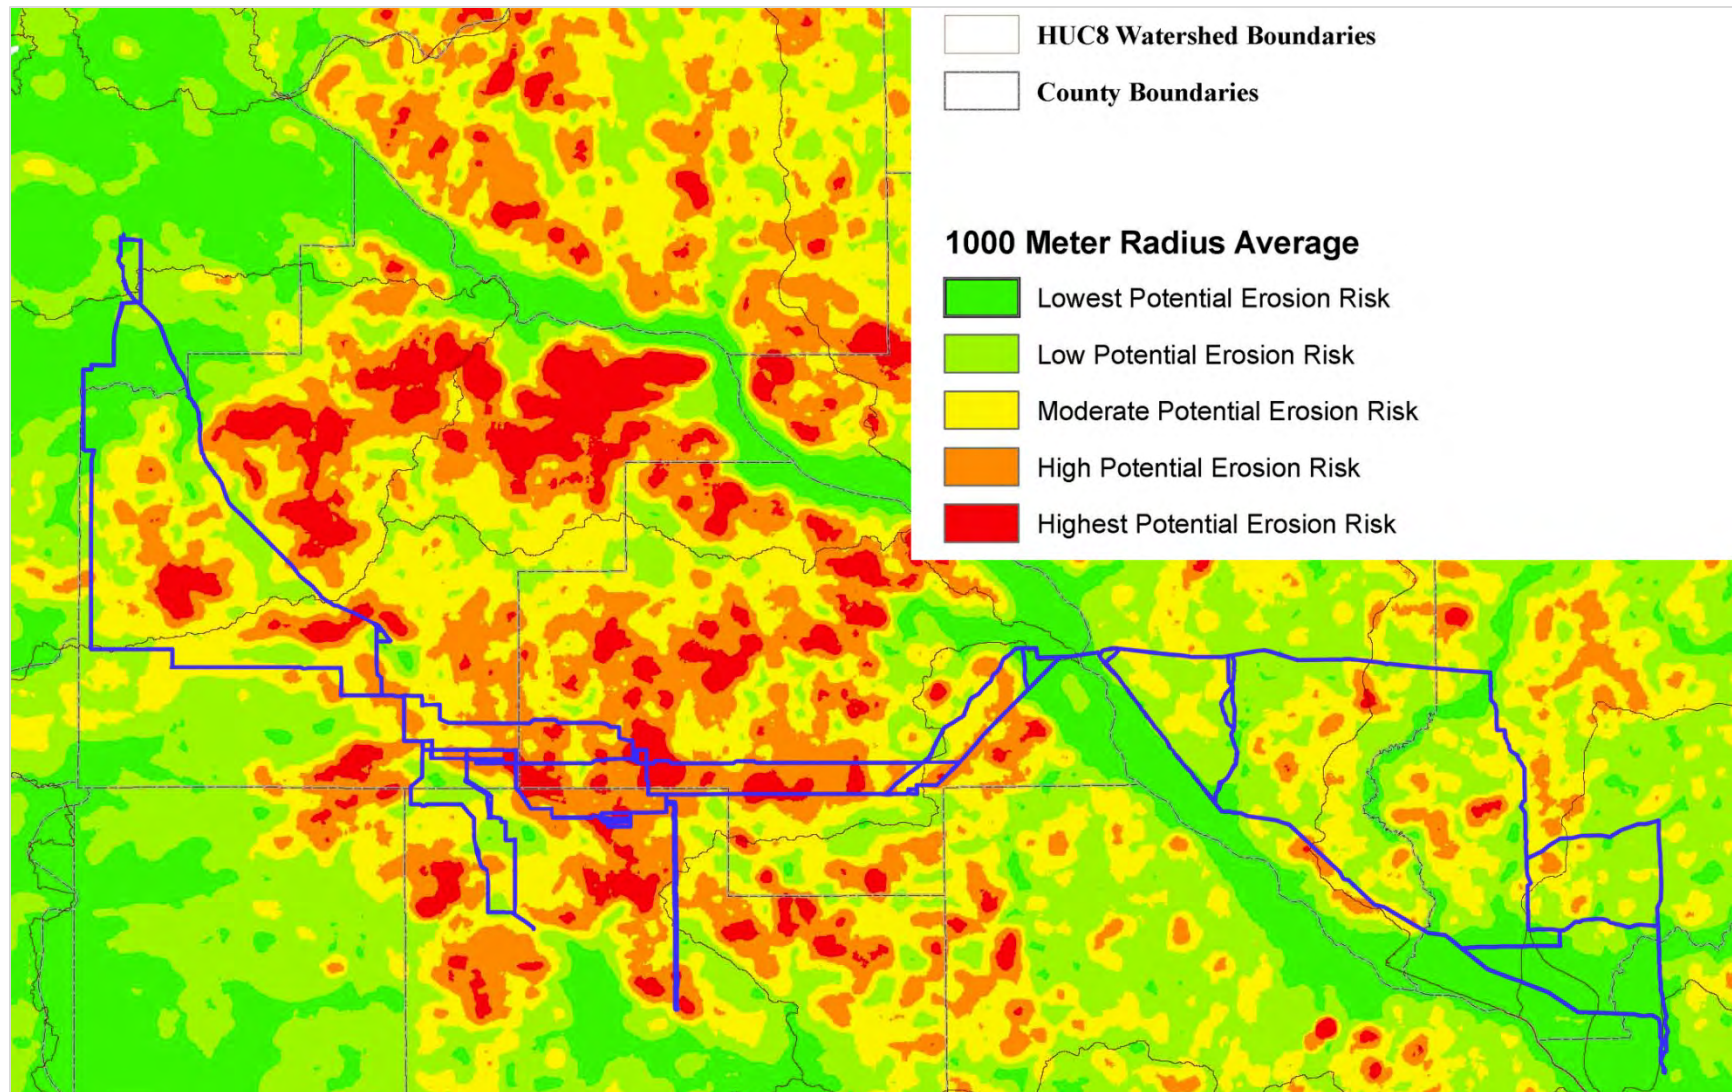 HUC8 Watershed Boundaries
County Boundaries
1000 Meter Radius Average
Lowest Potential Erosion Risk
Low Potential Erosion Risk
Moderate Potential Erosion Risk
High Potential Erosion Risk
Highest Potential Erosion Risk